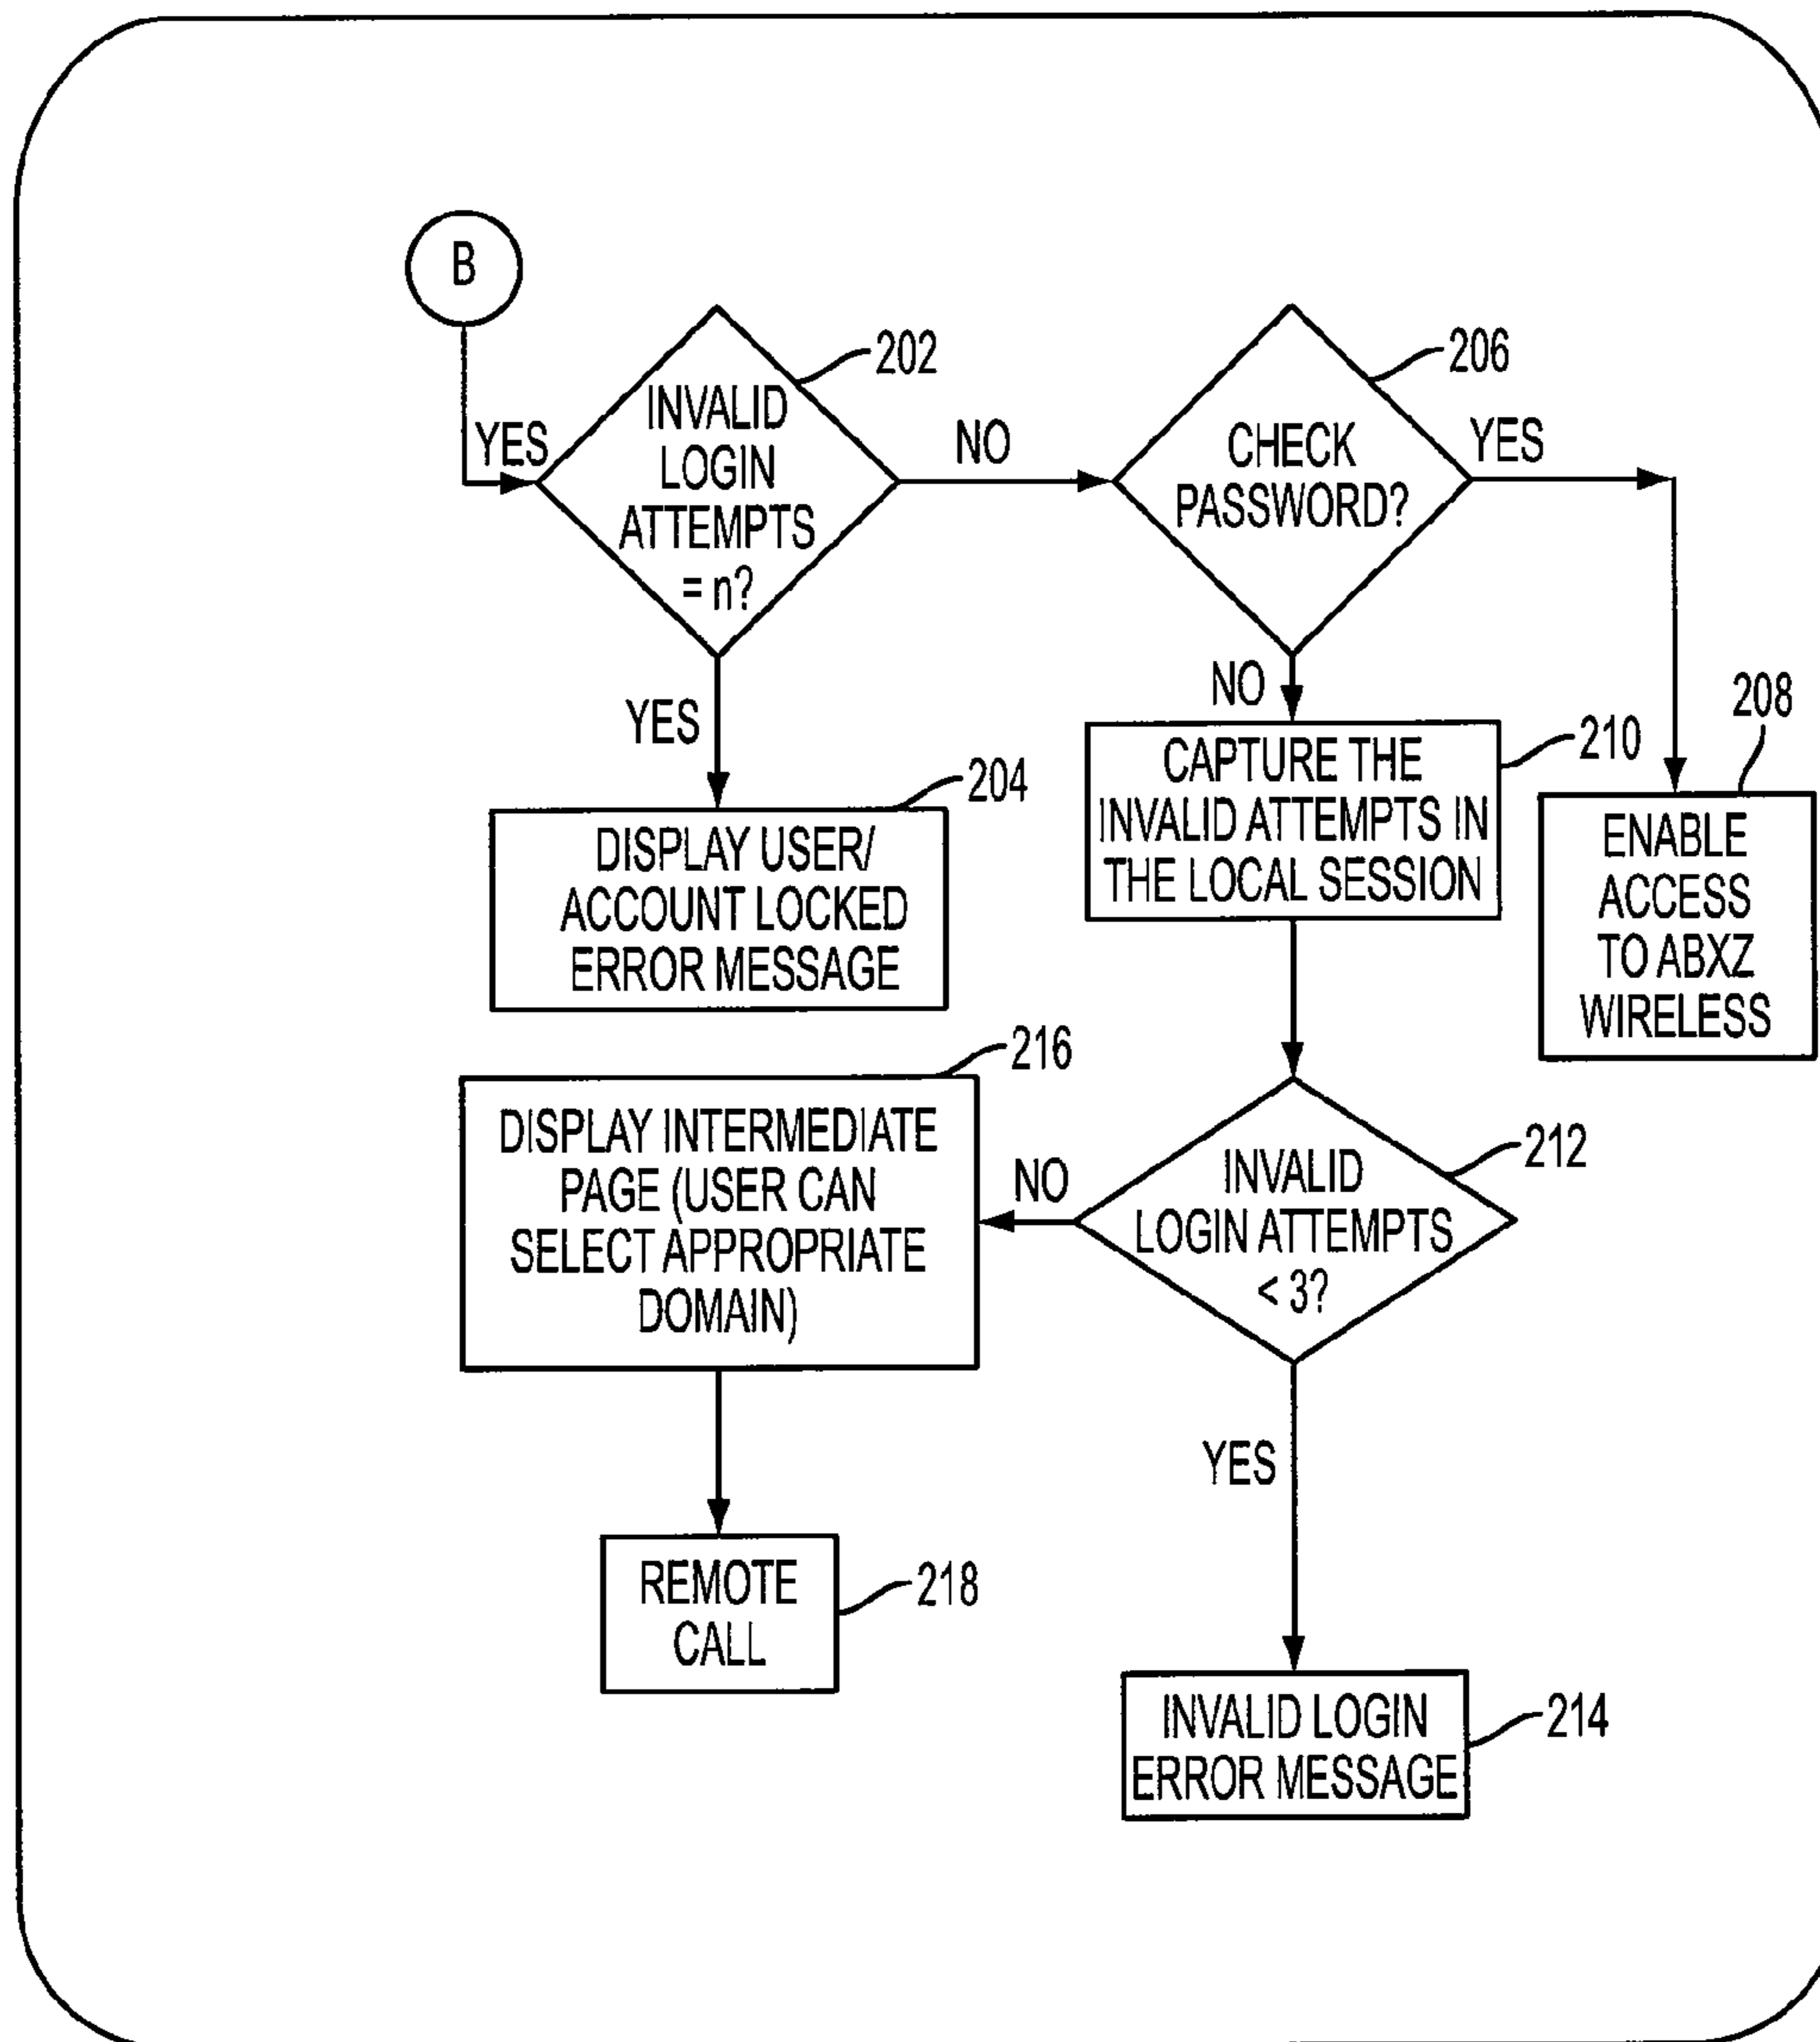 B
YES
INVALID
LOGIN
ATTEMPTS
= n?
202
NO
CHECK
PASSWORD?
206
YES
YES
DISPLAY USER/
ACCOUNT LOCKED
ERROR MESSAGE
204
NO
CAPTURE THE
INVALID ATTEMPTS IN
THE LOCAL SESSION
210
208
ENABLE
ACCESS
TO ABXZ
WIRELESS
216
DISPLAY INTERMEDIATE
PAGE (USER CAN
SELECT APPROPRIATE
DOMAIN)
NO
INVALID
LOGIN ATTEMPTS
< 3?
212
YES
REMOTE
CALL
218
INVALID LOGIN
ERROR MESSAGE
214